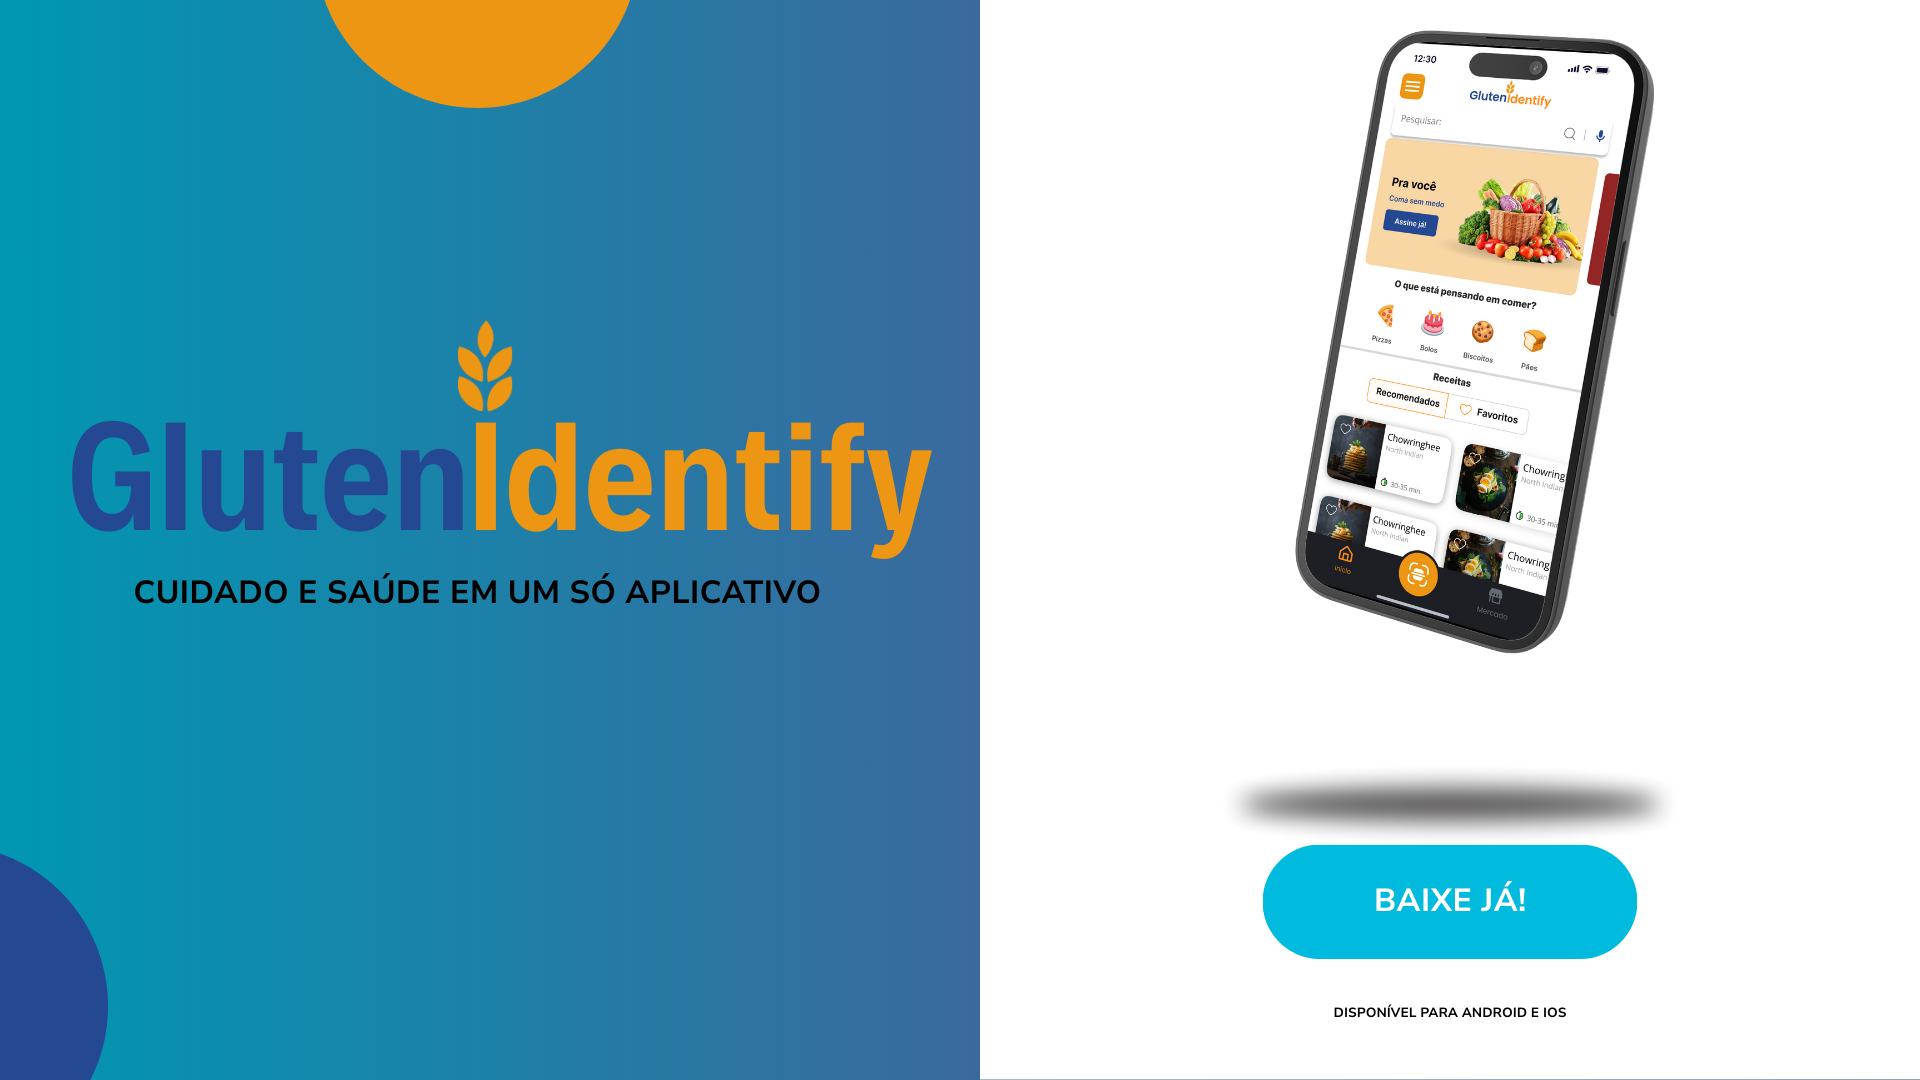 GlutenIdentify
CUIDADO E SAÚDE EM UM SÓ APLICATIVO
12:30
GlutenIdentify
Pesquisar:
Pra você
Coma sem medo
Assine já!
O que está pensando em comer?
Pizzas
Bolos
Biscoitos
Pães
Receitas
Recomendados
Favoritos
Chowringhee
North Indian
30-35 min
Chowring
North Indian
30-35 min
Chowringhee
North Indian
Chowring
North Indian
Início
Mercado
BAIXE JÁ!
DISPONÍVEL PARA ANDROID E IOS